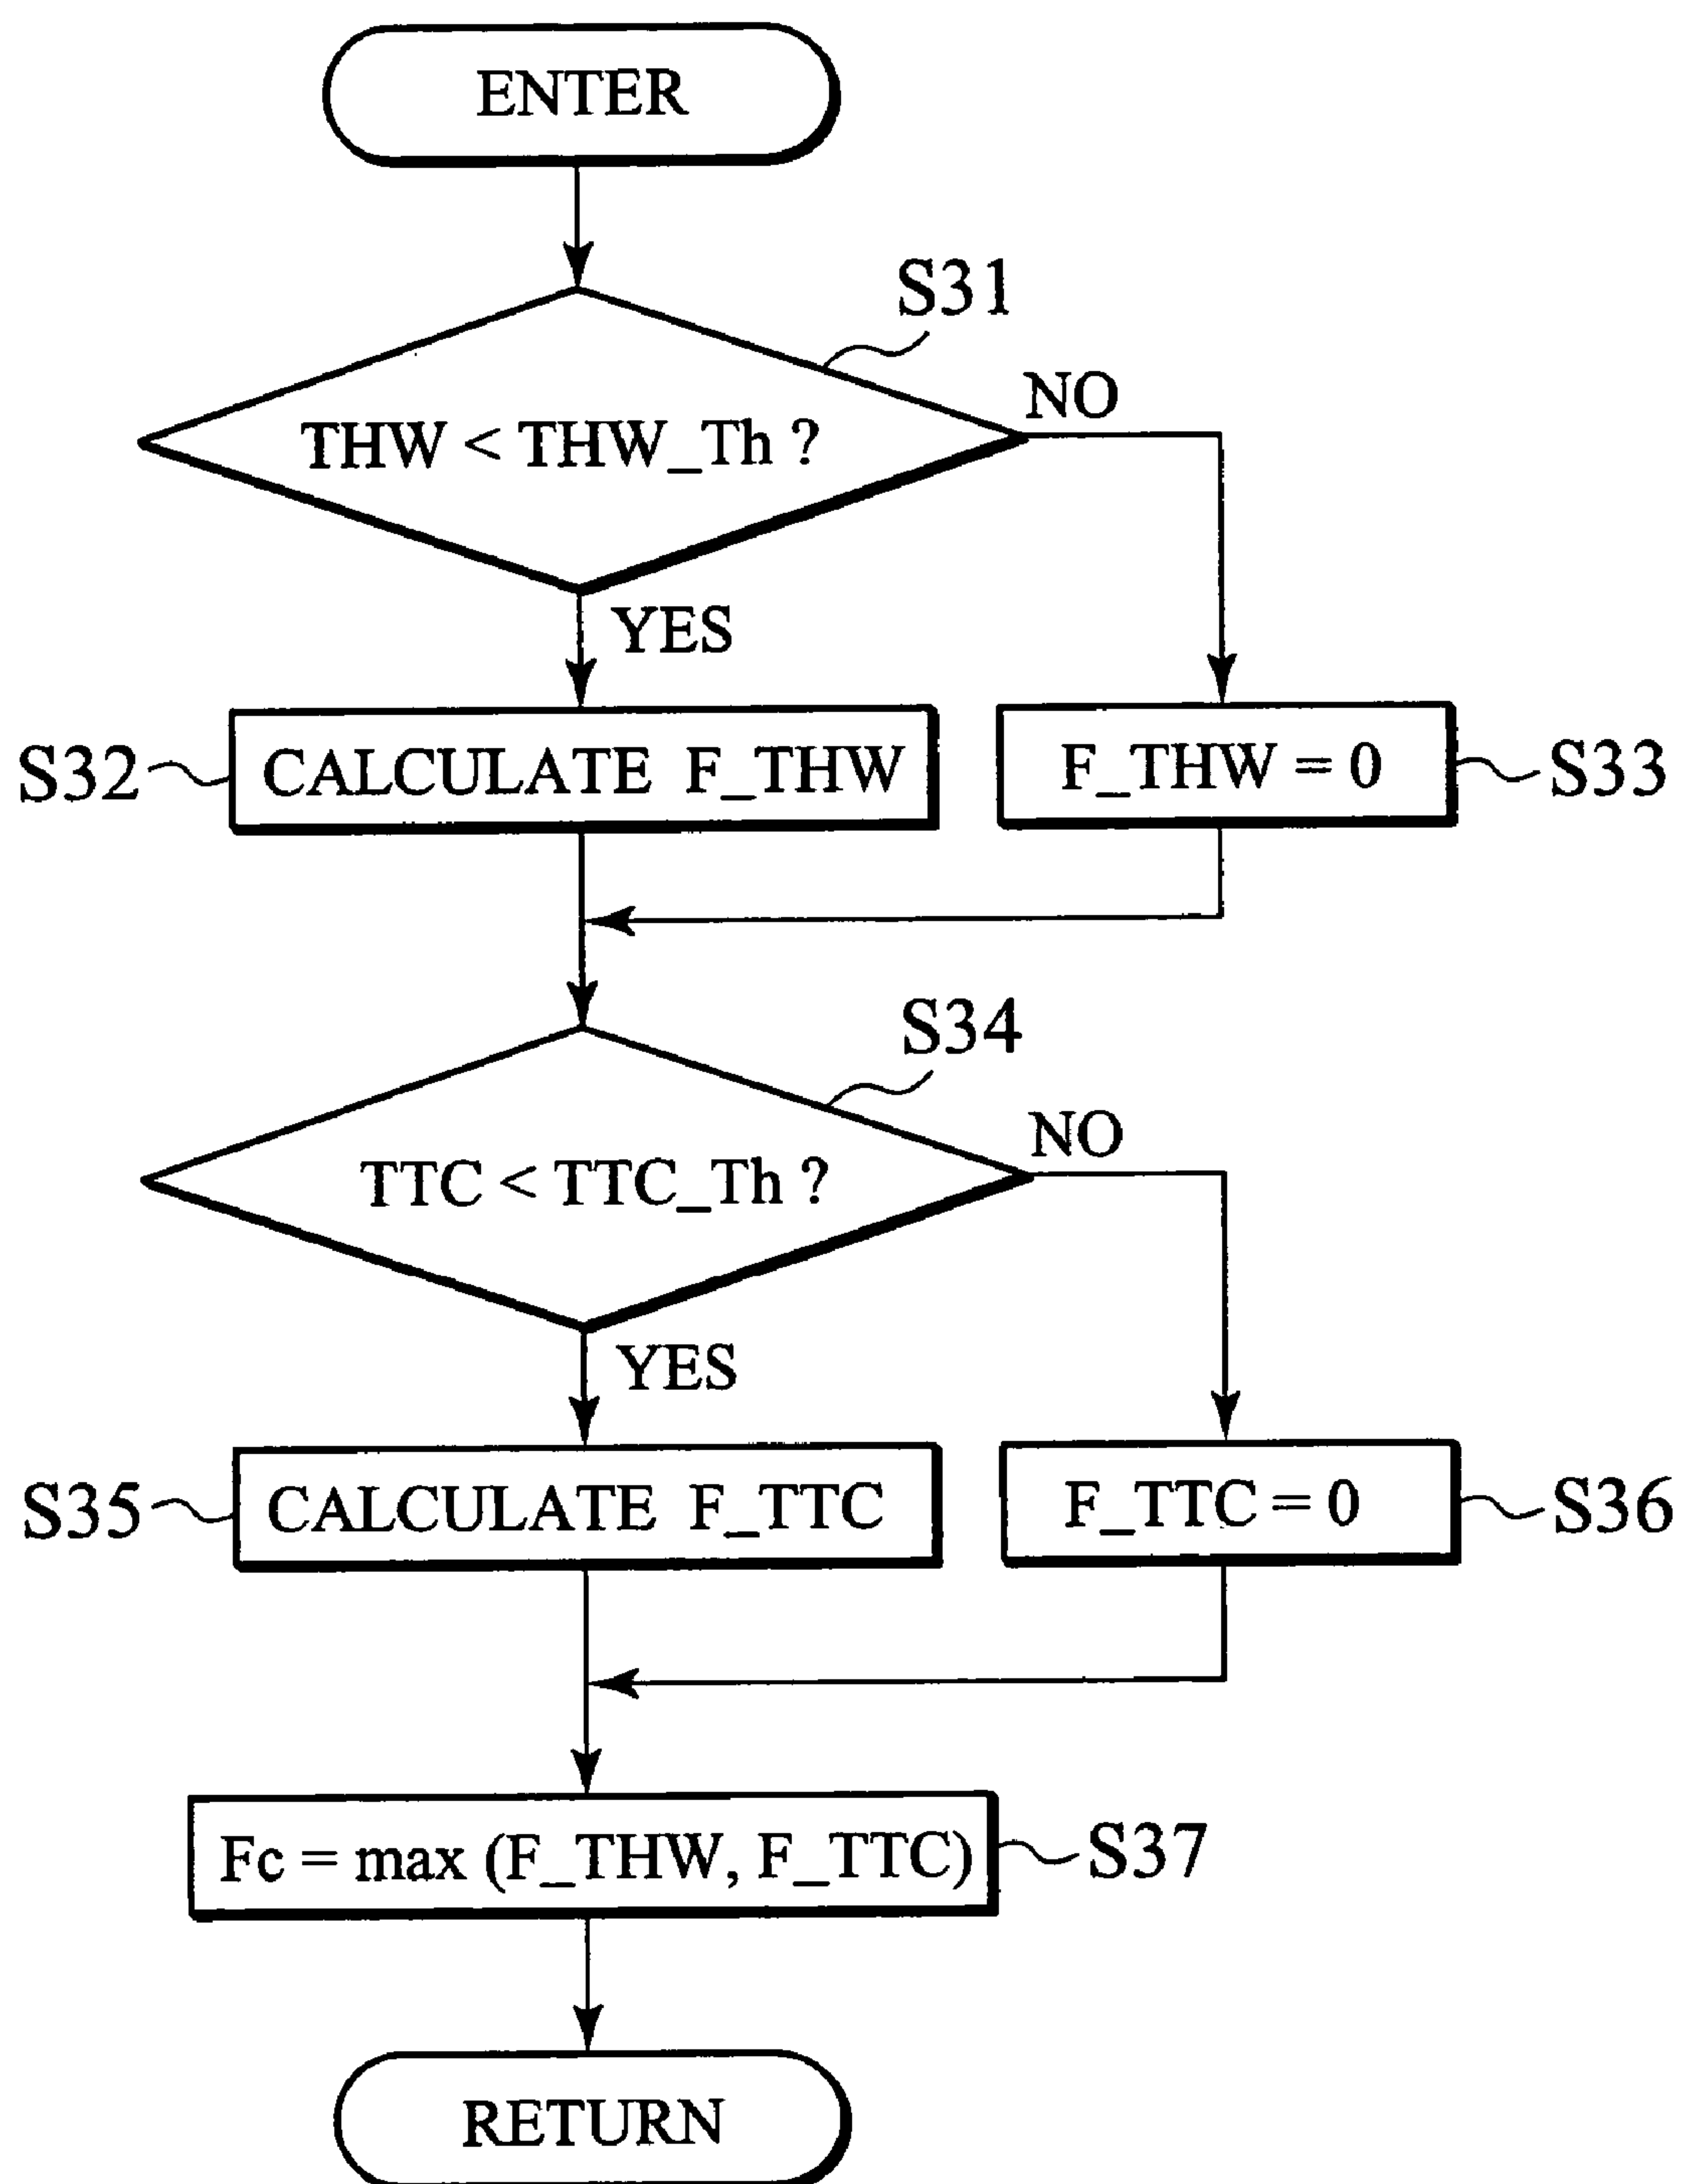 ENTER
S31
THW < THW_Th ?
NO
YES
S32
CALCULATE F_THW
F_THW = 0
S33
S34
TTC < TTC_Th ?
NO
YES
S35
CALCULATE F_TTC
F_TTC = 0
S36
Fc = max (F_THW, F_TTC)
S37
RETURN